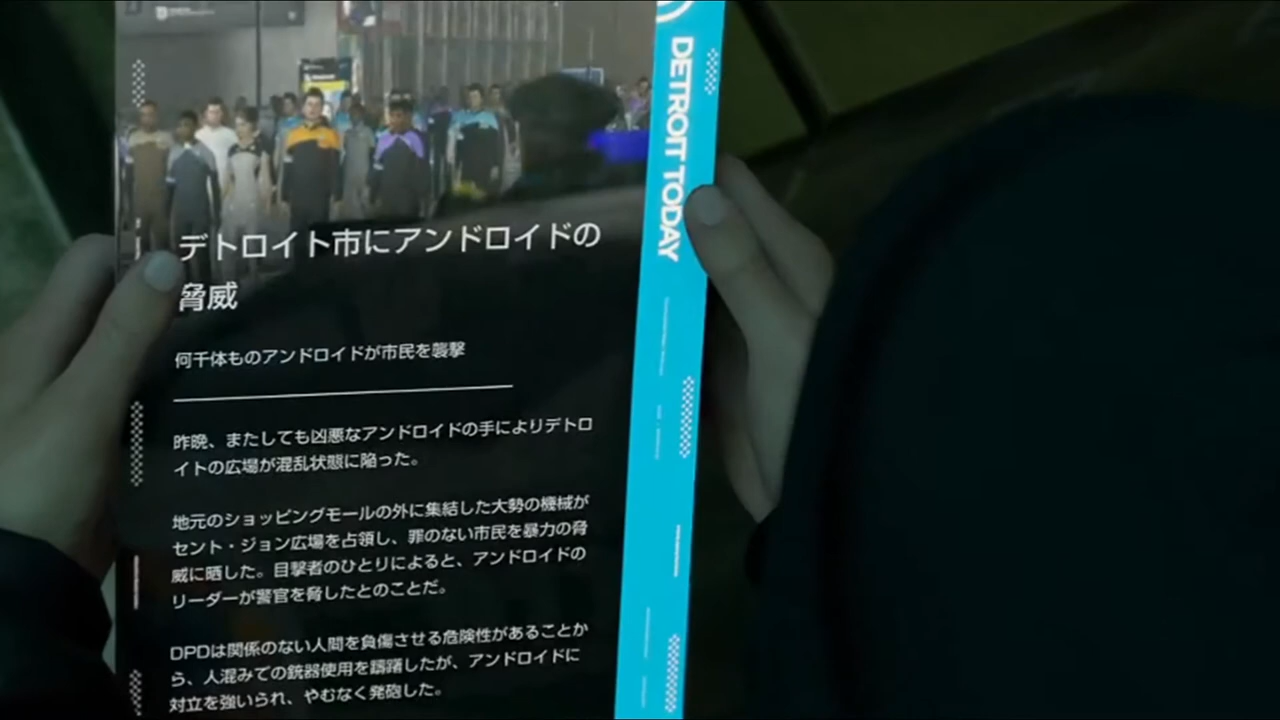 DETROIT TODAY
デトロイト市にアンドロイドの
脅威
何千体ものアンドロイドが市民を襲撃
昨晩、またしても凶悪なアンドロイドの手によりデトロ
イトの広場が混乱状態に陥った。
地元のショッピングモールの外に集結した大勢の機械が
セント・ジョン広場を占領し、罪のない市民を暴力の脅
威に晒した。目撃者のひとりによると、アンドロイドの
リーダーが警官を脅したとのことだ。
DPDは関係のない人間を負傷させる危険性があることか
ら、人混みでの銃器使用を躊躇したが、アンドロイドに
対立を強いられ、やむなく発砲した。